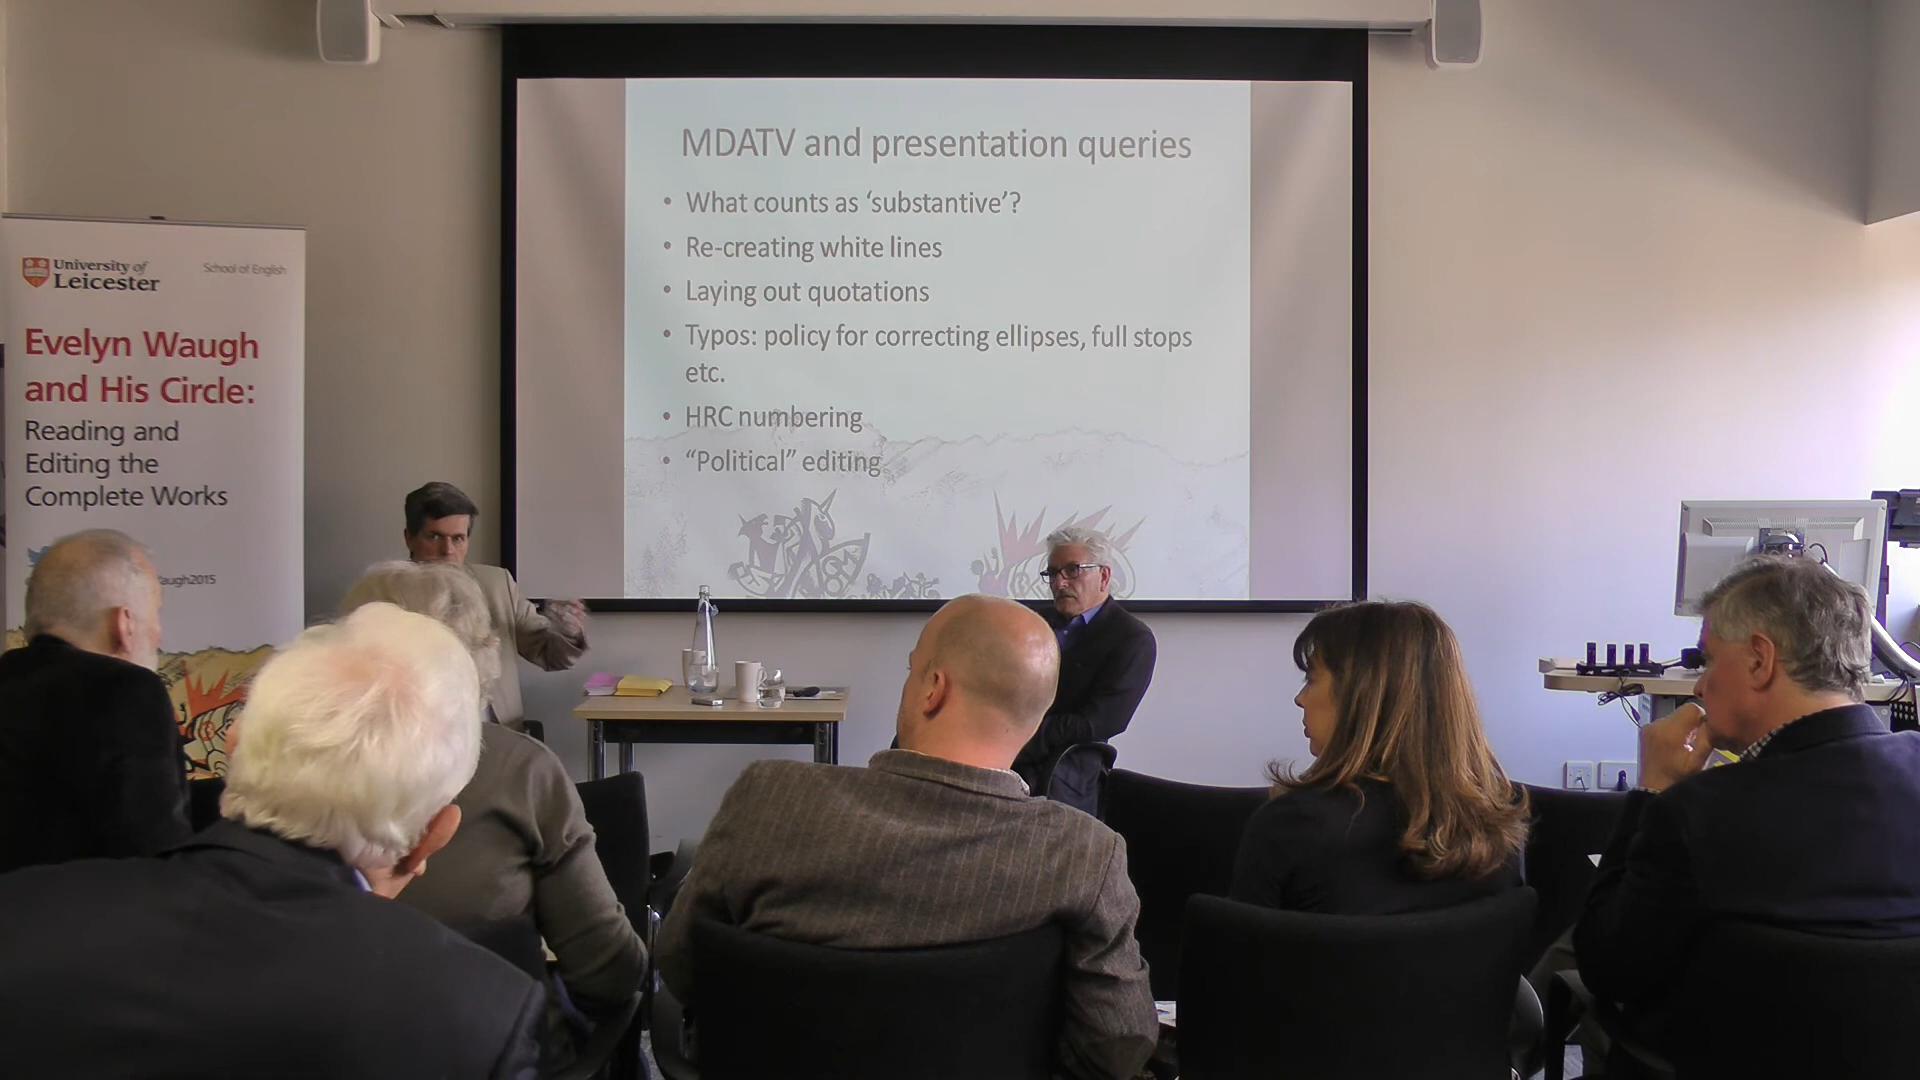 MDATV and presentation queries
• What counts as ‘substantive’?
• Re-creating white lines
• Laying out quotations
• Typos: policy for correcting ellipses, full stops
etc.
• HRC numbering
• “Political” editing
University of
Leicester
School of English
Evelyn Waugh
and His Circle:
Reading and
Editing the
Complete Works
augh2015